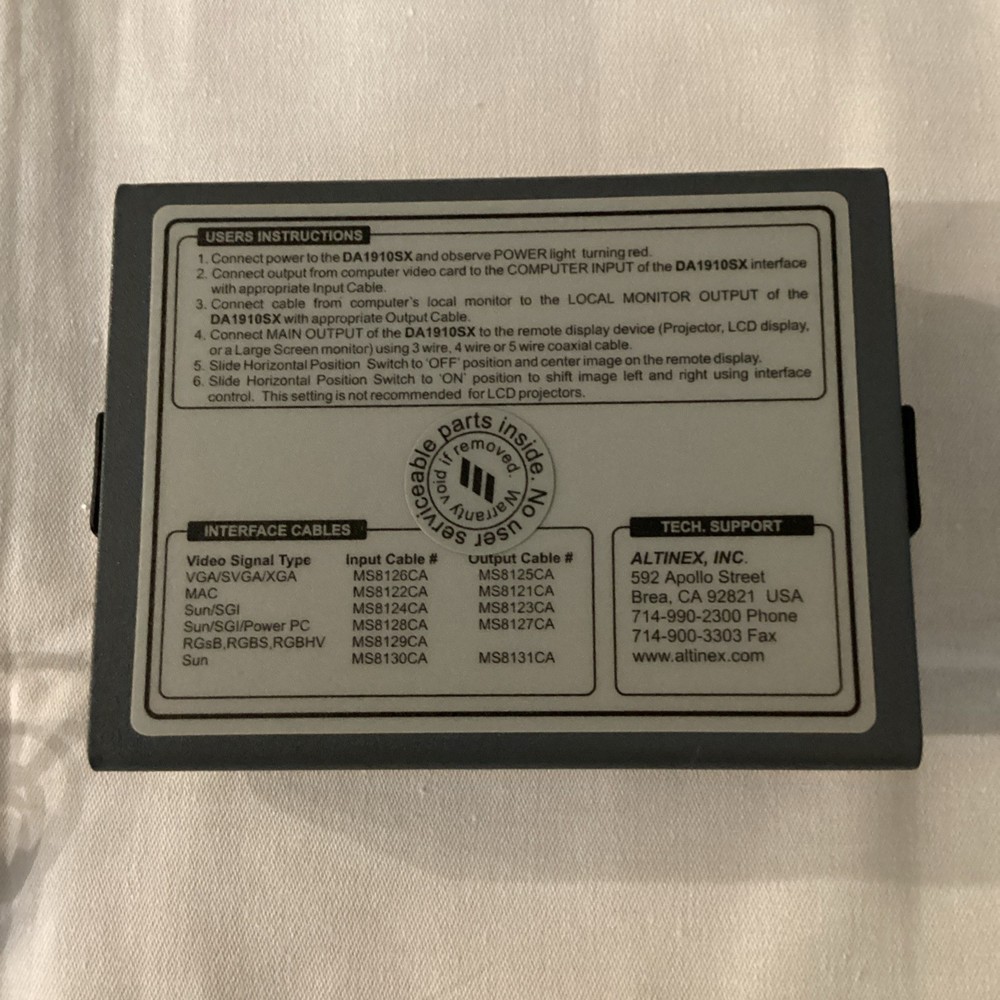 USERS INSTRUCTIONS
1. Connect power to the DA1910SX and observe POWER light turning red.
2. Connect output from computer video card to the COMPUTER INPUT of the DA1910SX interface
with appropriate Input Cable.
3. Connect cable from computer's local monitor to the LOCAL MONITOR OUTPUT of the
DA1910SX with appropriate Output Cable.
4. Connect MAIN OUTPUT of the DA1910SX to the remote display device (Projector, LCD display,
or a Large Screen monitor) using 3 wire, 4 wire or 5 wire coaxial cable.
5. Slide Horizontal Position Switch to 'OFF' position and center image on the remote display.
6. Slide Horizontal Position Switch to 'ON' position to shift image left and right using interface
control. This setting is not recommended for LCD projectors.
No user serviceable parts inside.
Warranty void if removed.
INTERFACE CABLES
Video Signal Type Input Cable # Output Cable #
VGA/SVGA/XGA MS8126CA MS8125CA
MAC MS8122CA MS8121CA
Sun/SGI MS8124CA MS8123CA
Sun/SGI/Power PC MS8128CA MS8127CA
RGsB,RGBS,RGBHV MS8129CA
Sun MS8130CA MS8131CA
TECH. SUPPORT
ALTINEX, INC.
592 Apollo Street
Brea, CA 92821 USA
714-990-2300 Phone
714-900-3303 Fax
www.altinex.com